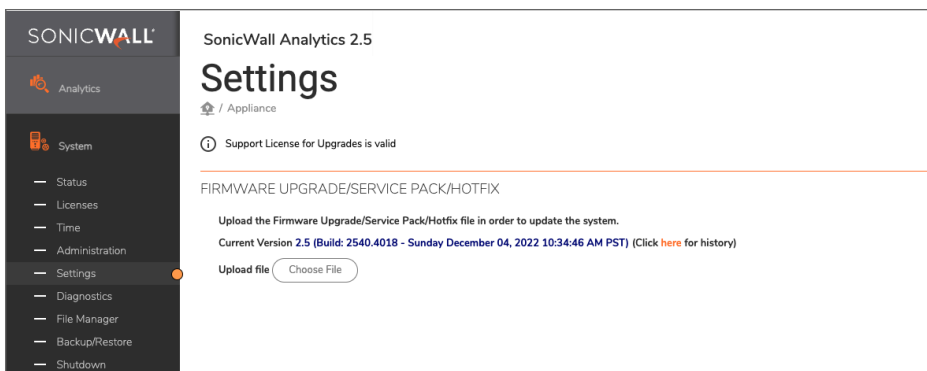 SONICWALL
Analytics
System
Status
Licenses
Time
Administration
Settings
Diagnostics
File Manager
Backup/Restore
Shutdown
SonicWall Analytics 2.5
Settings
/ Appliance
Support License for Upgrades is valid
FIRMWARE UPGRADE/SERVICE PACK/HOTFIX
Upload the Firmware Upgrade/Service Pack/Hotfix file in order to update the system.
Current Version 2.5 (Build: 2540.4018 - Sunday December 04, 2022 10:34:46 AM PST) (Click here for history)
Upload file Choose File